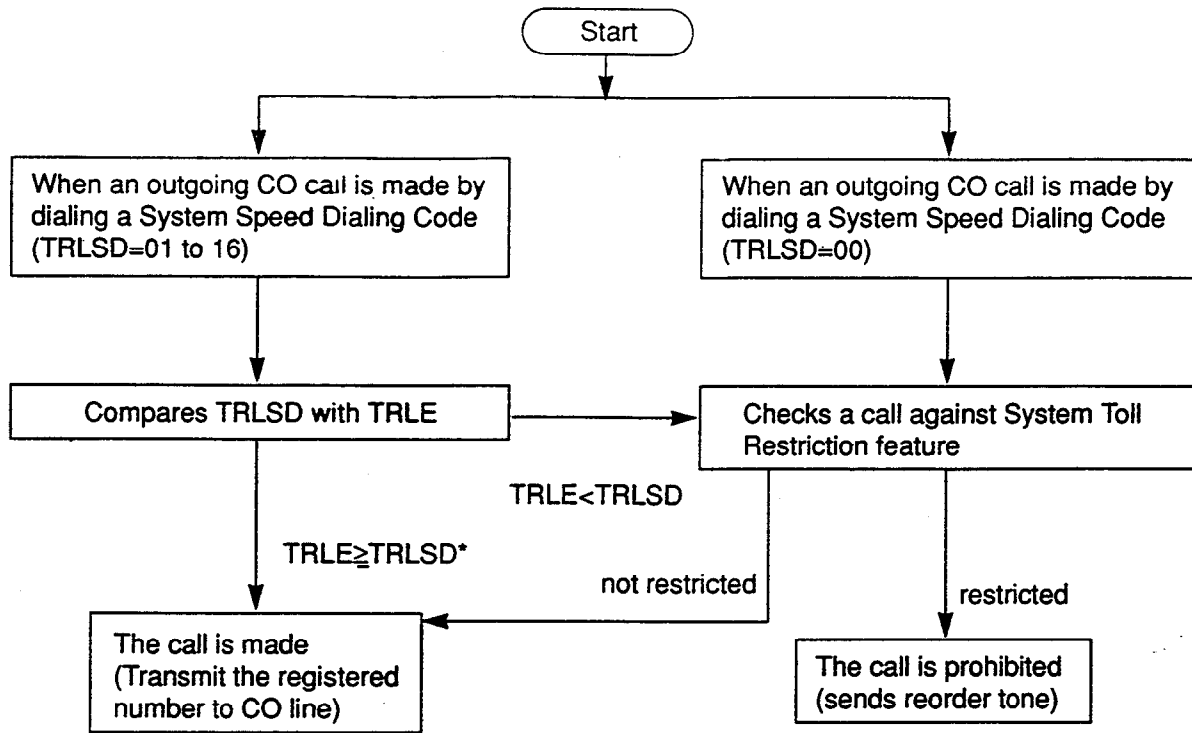 Start
When an outgoing CO call is made by
dialing a System Speed Dialing Code
(TRLSD=01 to 16)
When an outgoing CO call is made by
dialing a System Speed Dialing Code
(TRLSD=00)
Compares TRLSD with TRLE
Checks a call against System Toll
Restriction feature
TRLE<TRLSD
TRLE≧TRLSD*
not restricted
restricted
The call is made
(Transmit the registered
number to CO line)
The call is prohibited
(sends reorder tone)